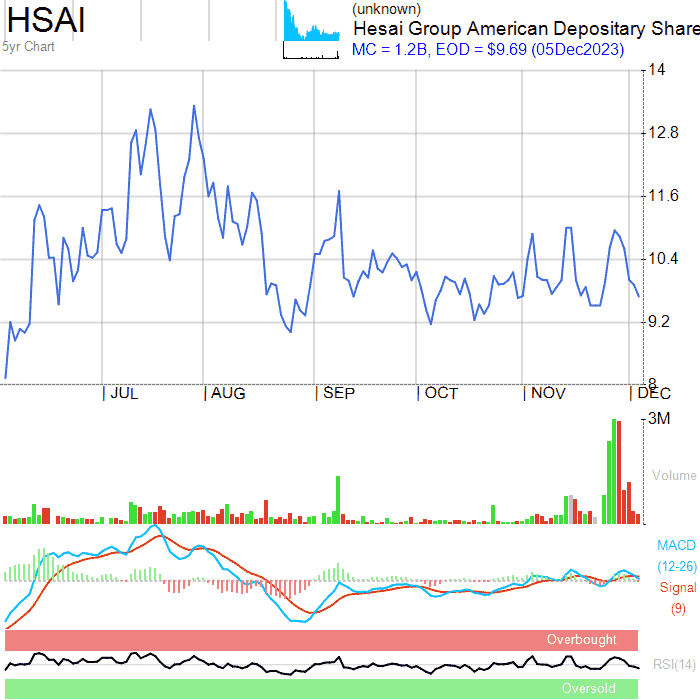 HSAI
5yr Chart
(unknown)
Hesai Group American Depositary Share
MC = 1.2B, EOD = $9.69 (05Dec2023)
14
12.8
11.6
10.4
9.2
8
| JUL | AUG | SEP | OCT | NOV | DEC
3M
Volume
MACD
(12-26)
Signal
(9)
Overbought
RSI(14)
Oversold